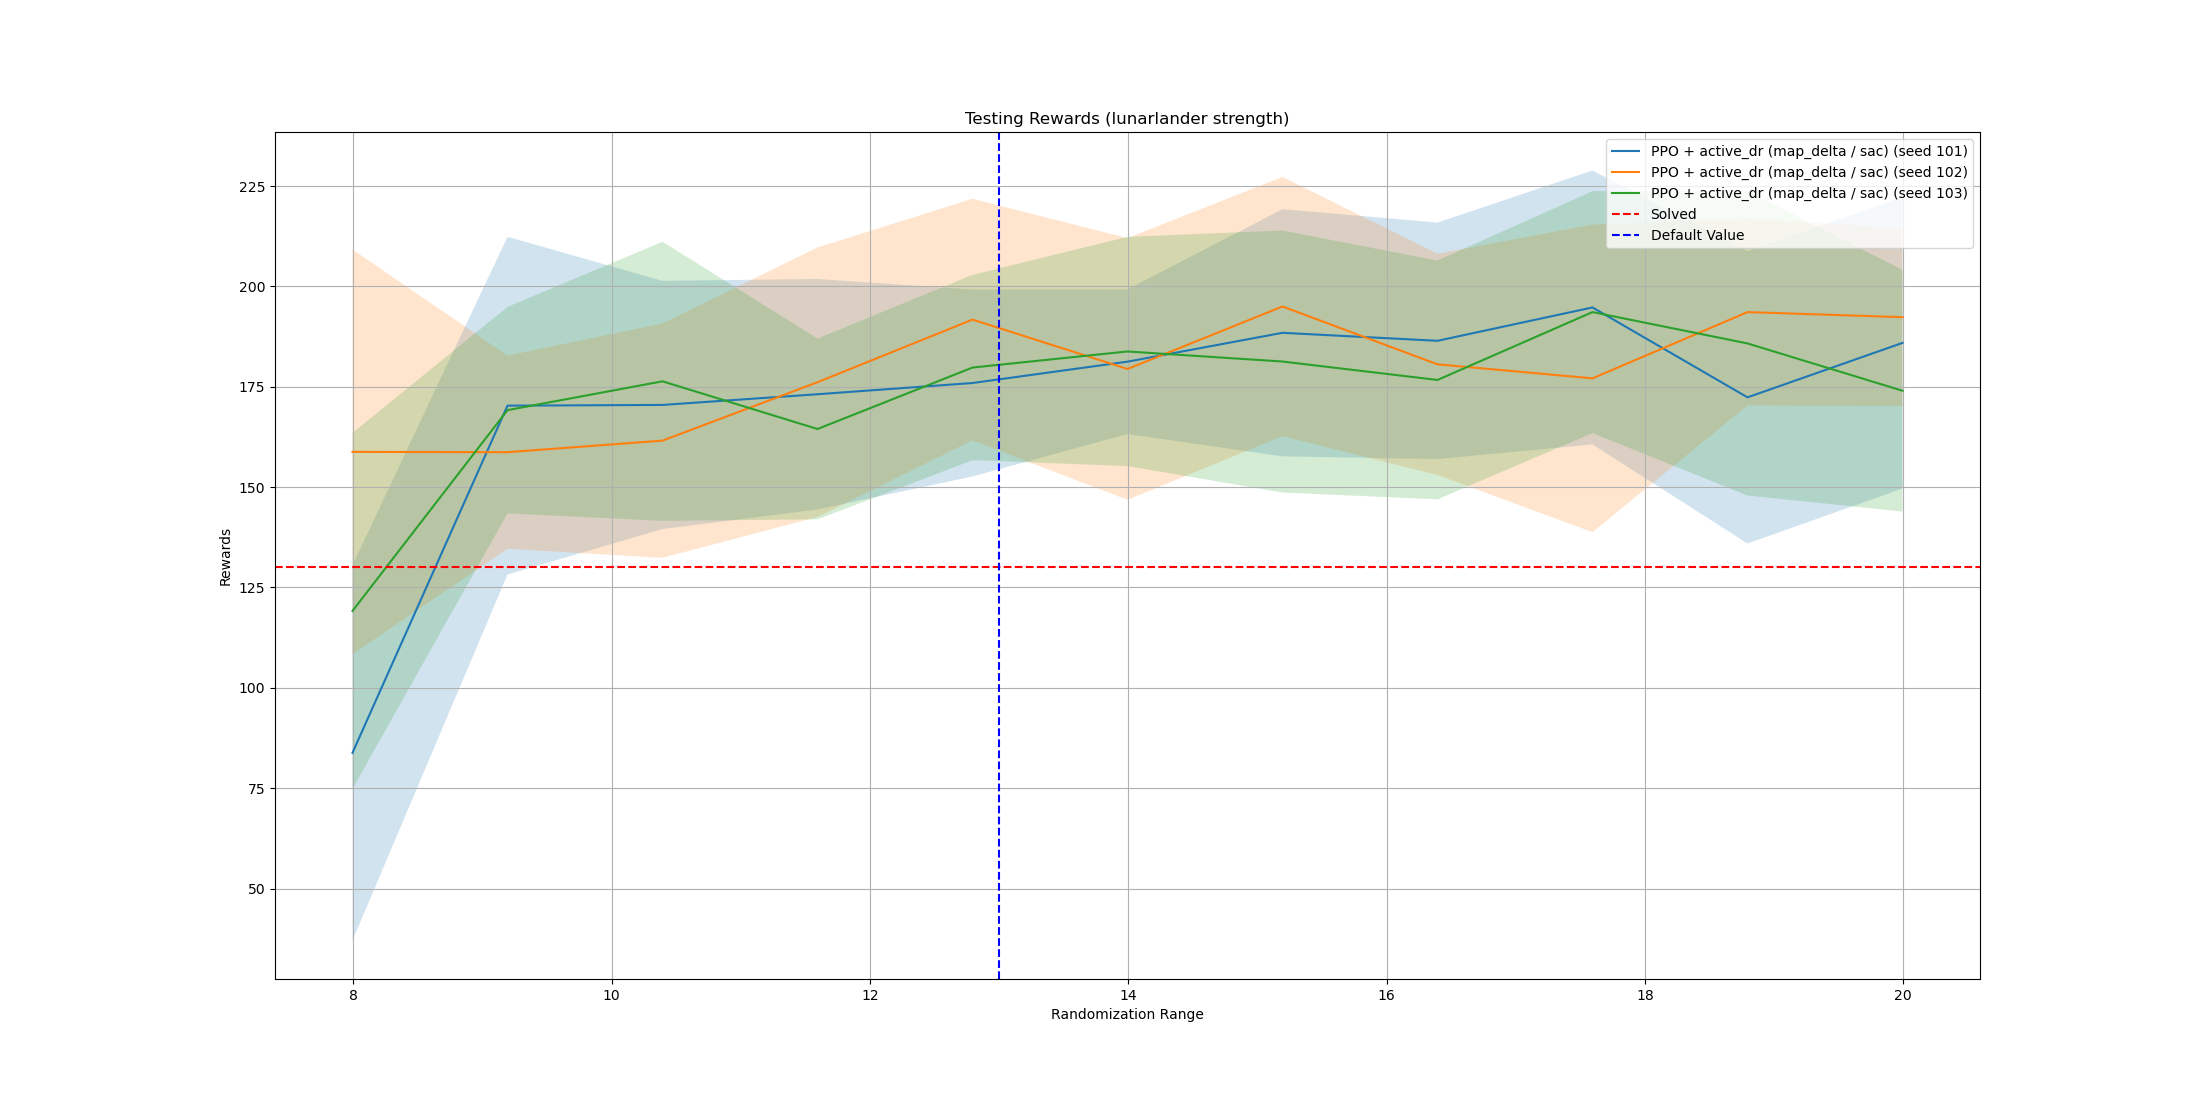 Testing Rewards (lunarlander strength)
PPO + active_dr (map_delta / sac) (seed 101)
PPO + active_dr (map_delta / sac) (seed 102)
PPO + active_dr (map_delta / sac) (seed 103)
Solved
Default Value
225
200
175
150
125
100
75
50
Rewards
8 10 12 14 16 18 20
Randomization Range